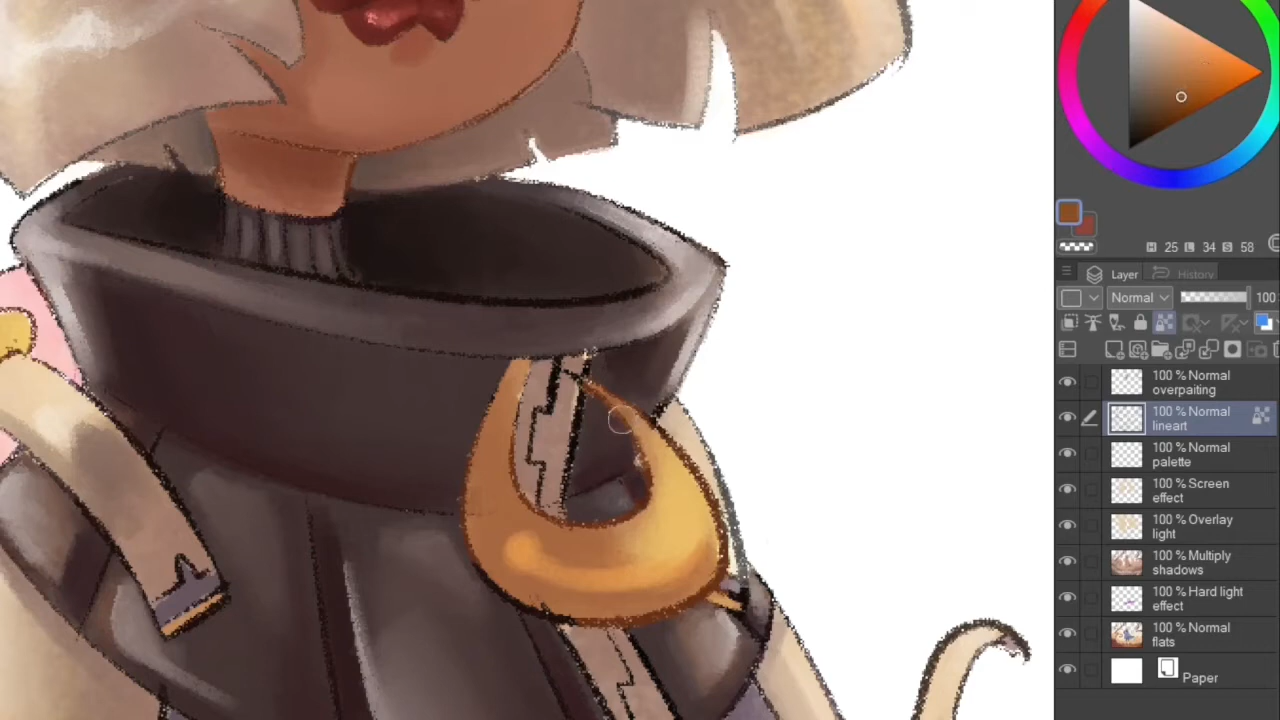 H 25 L 34 S 58
Layer
History
Normal
100
100 % Normal
overpaiting
100 % Normal
lineart
100 % Normal
palette
100 % Screen
effect
100 % Overlay
light
100 % Multiply
shadows
100 % Hard light
effect
100 % Normal
flats
Paper